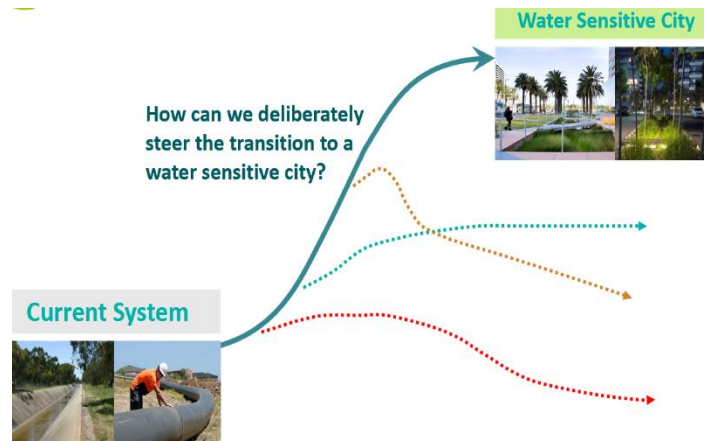 Water Sensitive City
How can we deliberately
steer the transition to a
water sensitive city?
Current System